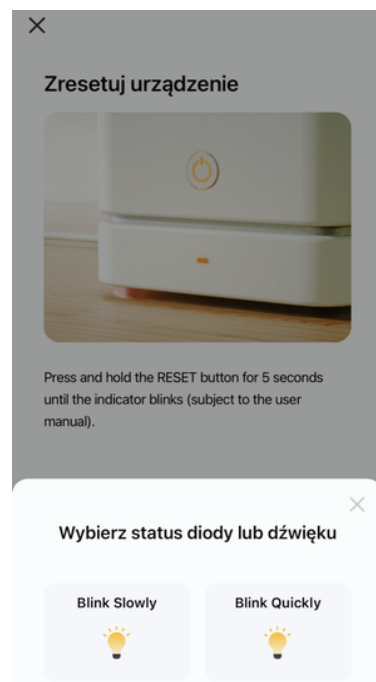 Zresetuj urządzenie
Press and hold the RESET button for 5 seconds
until the indicator blinks (subject to the user
manual).
Wybierz status diody lub dźwięku
Blink Slowly
Blink Quickly